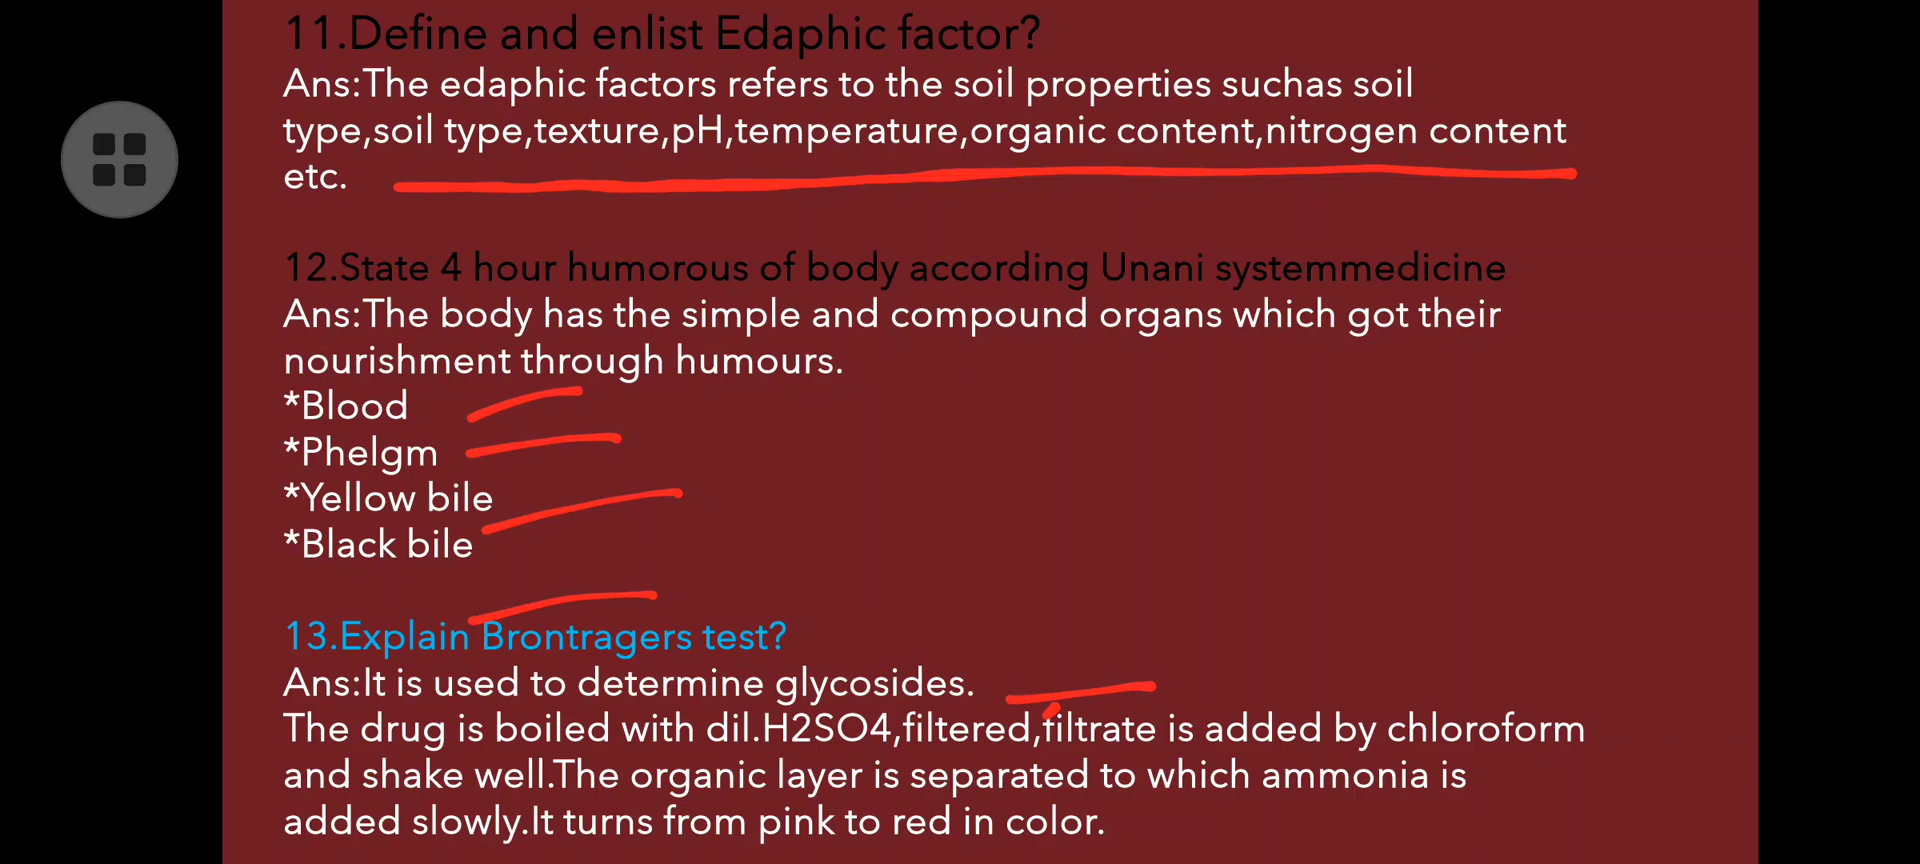 11.Define and enlist Edaphic factor?
Ans:The edaphic factors refers to the soil properties suchas soil
type,soil type,texture,pH,temperature,organic content,nitrogen content
etc.
12.State 4 hour humorous of body according Unani systemmedicine
Ans:The body has the simple and compound organs which got their
nourishment through humours.
*Blood
*Phelgm
*Yellow bile
*Black bile
13.Explain Brontragers test?
Ans:It is used to determine glycosides.
The drug is boiled with dil.H2SO4,filtered,filtrate is added by chloroform
and shake well.The organic layer is separated to which ammonia is
added slowly.It turns from pink to red in color.